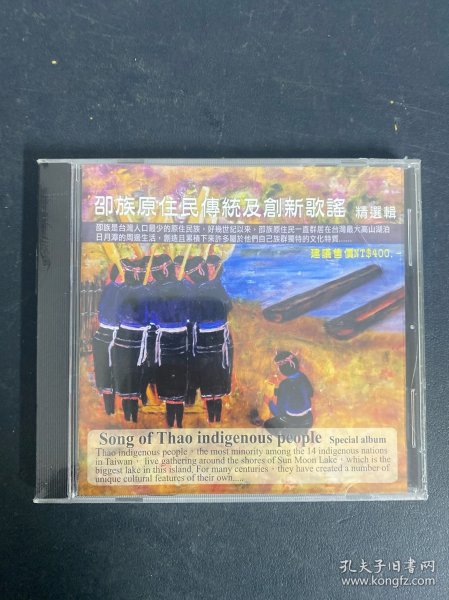 邵族原住民傳統及創新歌謠 精選輯
邵族是台灣人口最少的原住民族，好幾世紀以來，邵族原住民一直群居在台灣最大高山湖泊
日月潭的周邊生活，創造且累積下來許多屬於他們自己族群獨特的文化特質......
建議售價NT$400.-
Song of Thao indigenous people Special album
Thao indigenous people，the most minority among the 14 indigenous nations
in Taiwan， live gathering around the shores of Sun Moon Lake，which is the
biggest lake in this island. For many centuries，they have created a number of
unique cultural features of their own.....
孔夫子旧书网
www.kongfz.com